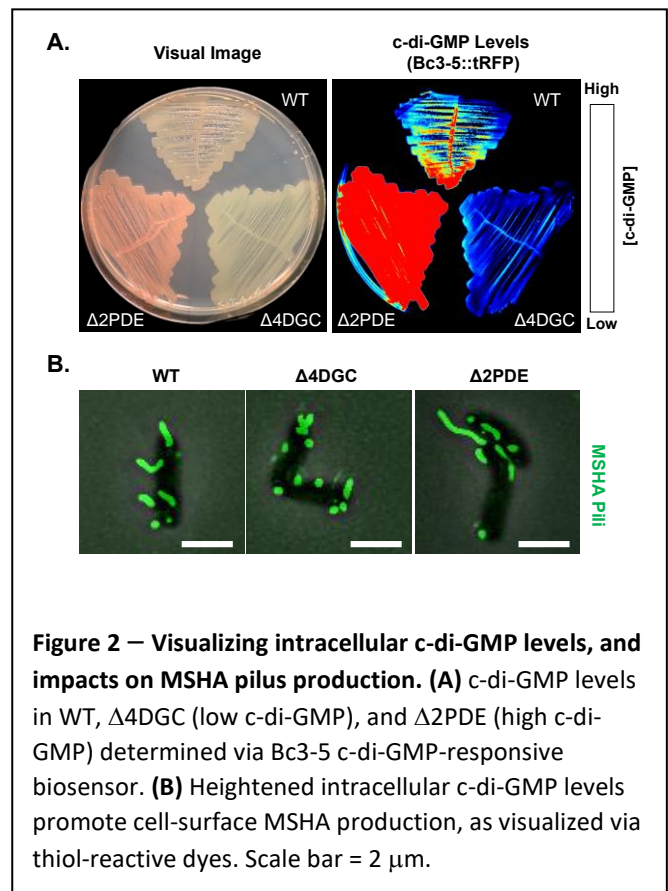 A.
Visual Image
c-di-GMP Levels
(Bc3-5::tRFP)
WT
WT
High
[c-di-GMP]
Δ2PDE
Δ4DGC
Δ2PDE
Δ4DGC
Low
B.
WT
Δ4DGC
Δ2PDE
MSHA Pili
Figure 2 – Visualizing intracellular c-di-GMP levels, and
impacts on MSHA pilus production. (A) c-di-GMP levels
in WT, Δ4DGC (low c-di-GMP), and Δ2PDE (high c-di-
GMP) determined via Bc3-5 c-di-GMP-responsive
biosensor. (B) Heightened intracellular c-di-GMP levels
promote cell-surface MSHA production, as visualized via
thiol-reactive dyes. Scale bar = 2 μm.